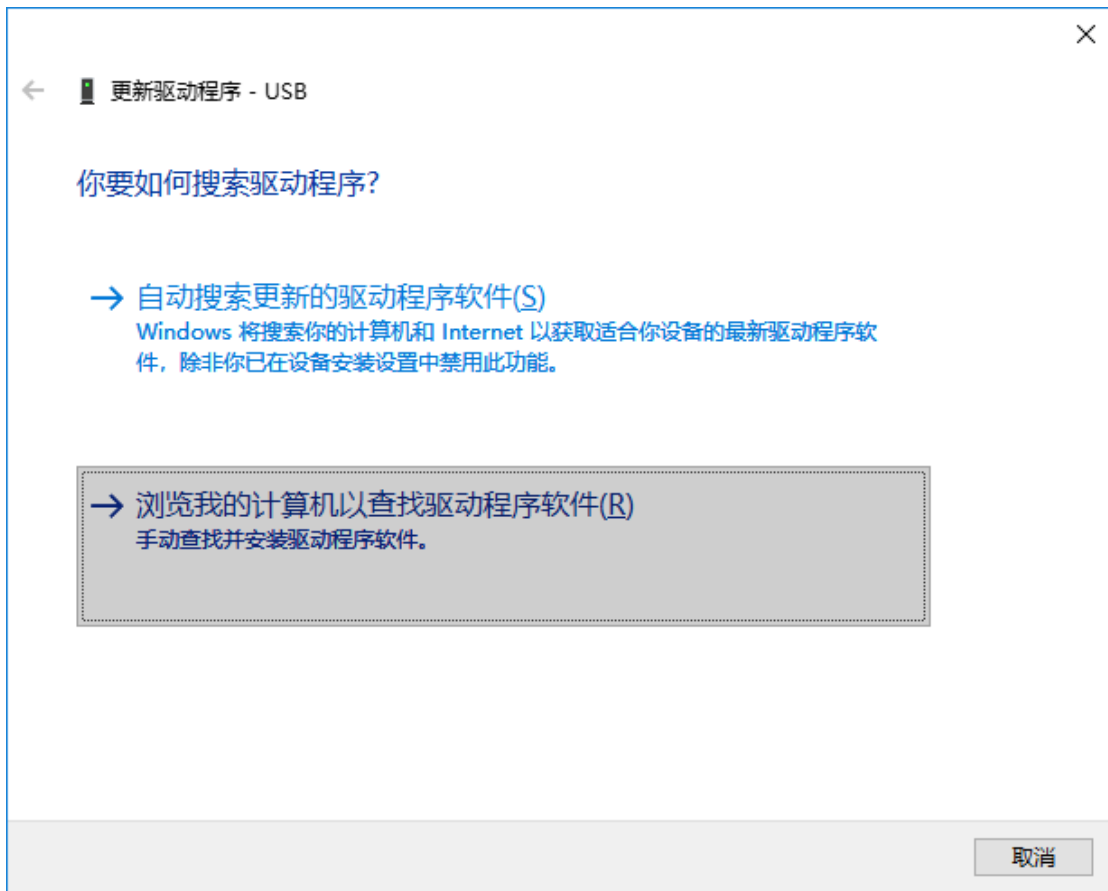 更新驱动程序 - USB
你要如何搜索驱动程序?
自动搜索更新的驱动程序软件(S)
Windows 将搜索你的计算机和 Internet 以获取适合你设备的最新驱动程序软
件，除非你已在设备安装设置中禁用此功能。
浏览我的计算机以查找驱动程序软件(R)
手动查找并安装驱动程序软件。
取消